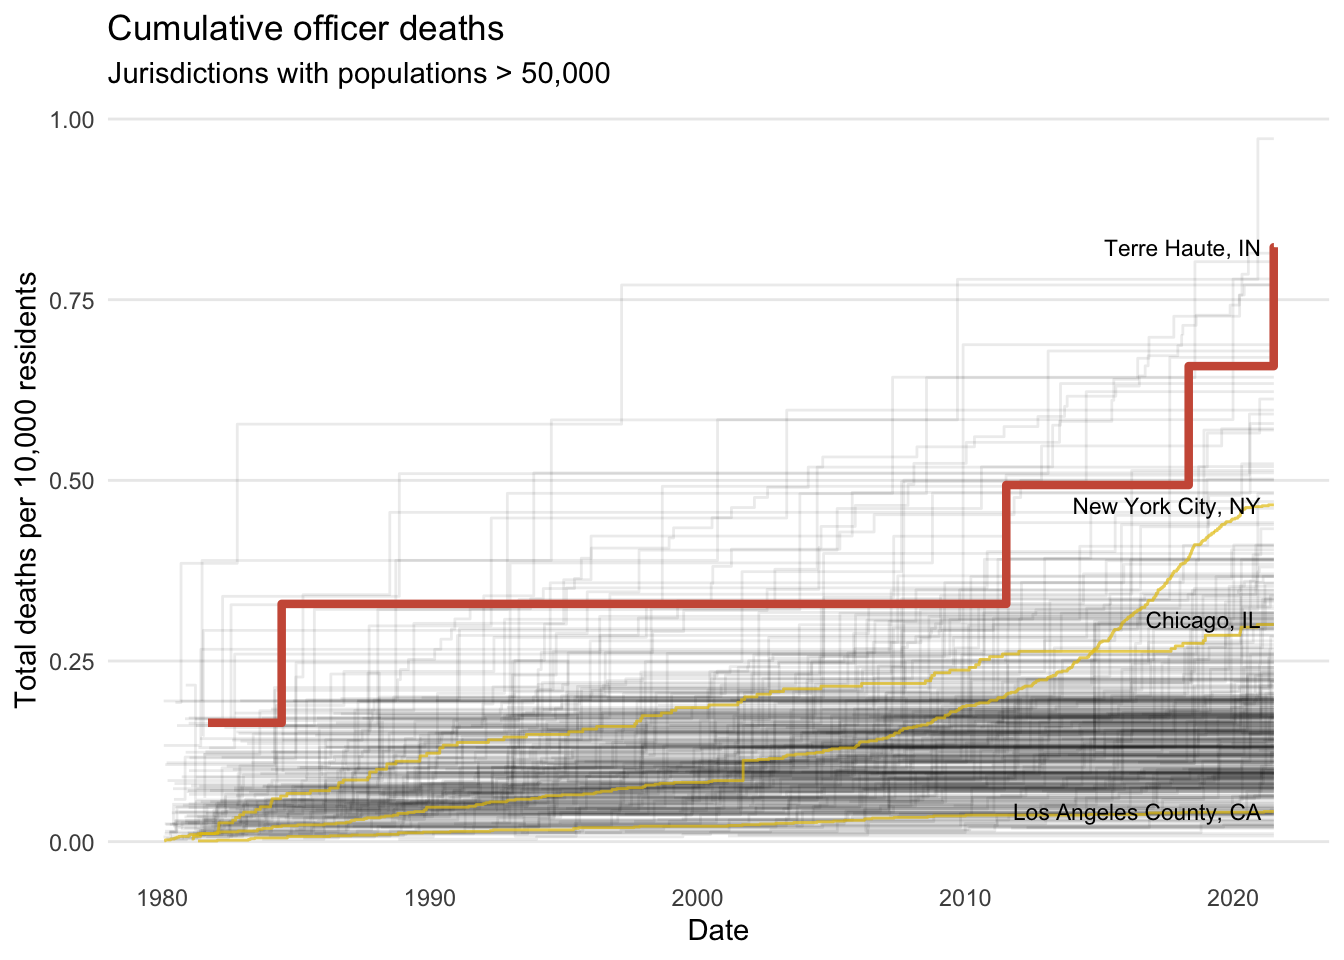 Cumulative officer deaths
Jurisdictions with populations > 50,000
Total deaths per 10,000 residents
1.00
0.75
0.50
0.25
0.00
Terre Haute, IN
New York City, NY
Chicago, IL
Los Angeles County, CA
1980
1990
2000
2010
2020
Date